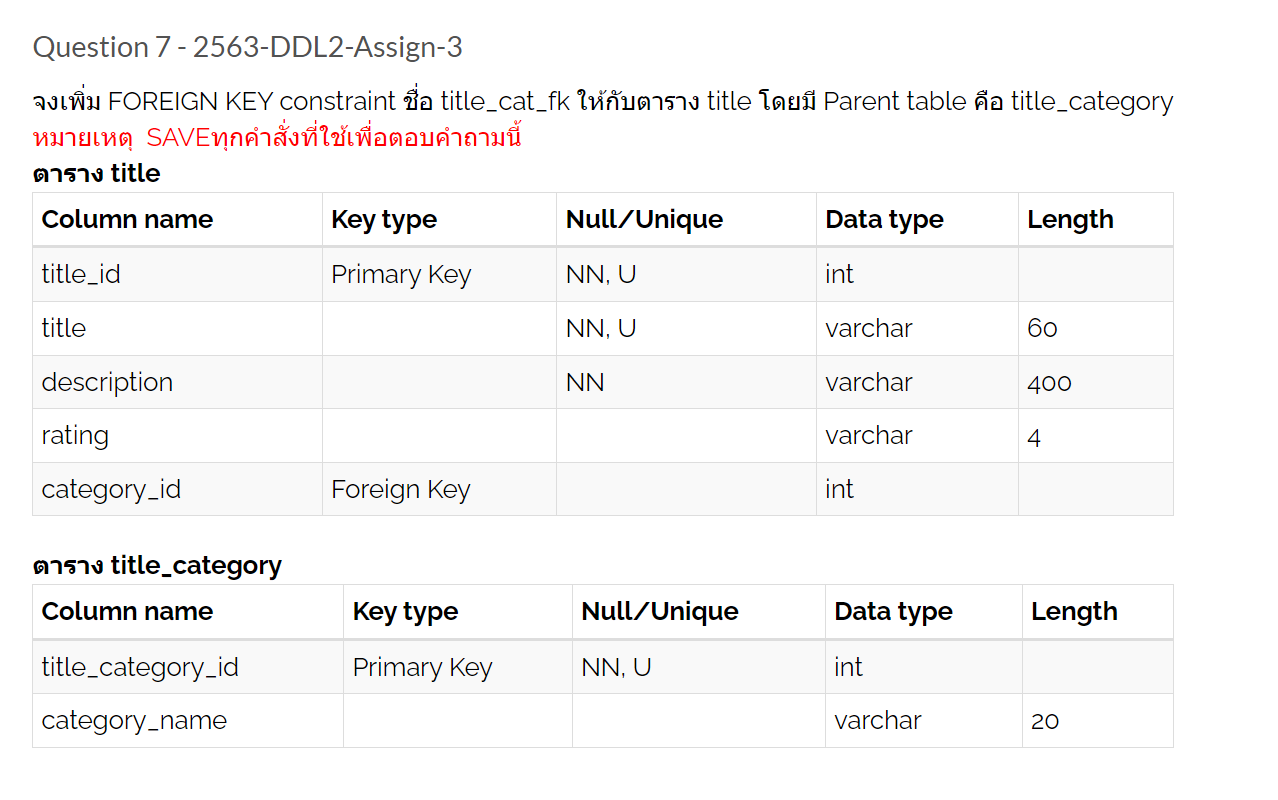 Question 7 - 2563-DDL2-Assign-3
จงเพิ่ม FOREIGN KEY constraint ชื่อ title_cat_fk ให้กับตาราง title โดยมี Parent table คือ title_category
หมายเหตุ  SAVEทุกคำสั่งที่ใช้เพื่อตอบคำถามนี้
ตาราง title
Column name Key type Null/Unique Data type Length
title_id Primary Key NN, U int
title NN, U varchar 60
description NN varchar 400
rating varchar 4
category_id Foreign Key int
ตาราง title_category
Column name Key type Null/Unique Data type Length
title_category_id Primary Key NN, U int
category_name varchar 20